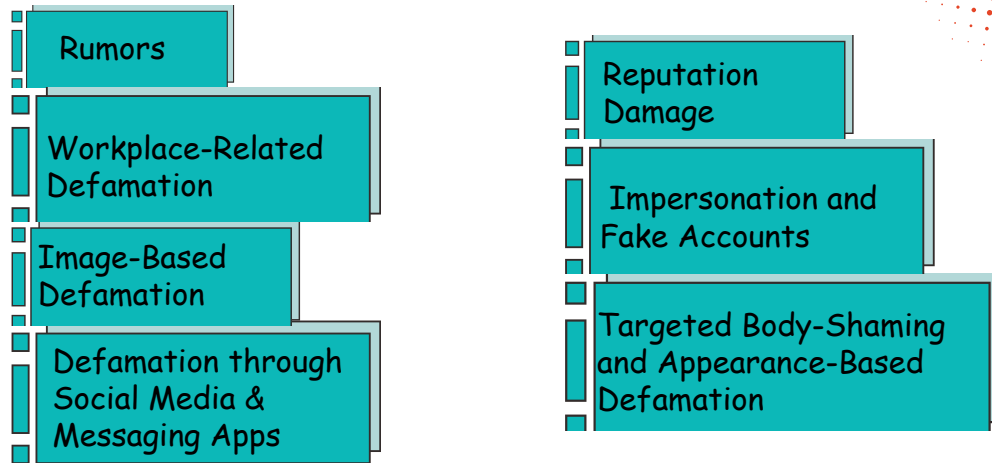 Rumors
Workplace-Related
Defamation
Image-Based
Defamation
Defamation through
Social Media &
Messaging Apps
Reputation
Damage
Impersonation and
Fake Accounts
Targeted Body-Shaming
and Appearance-Based
Defamation